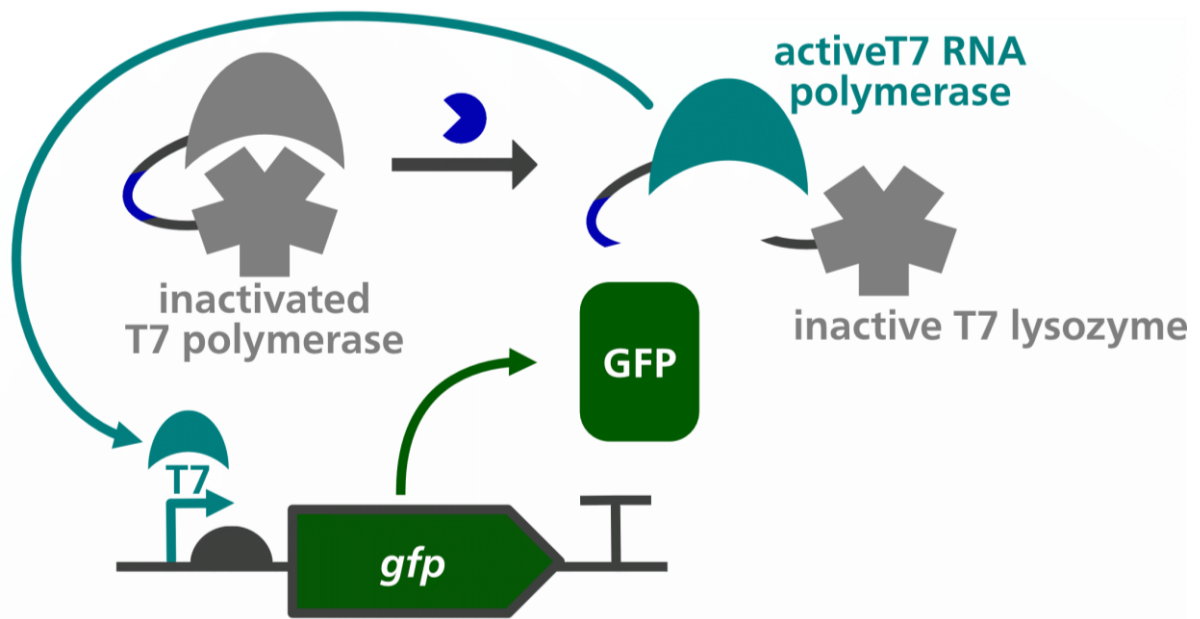 activeT7 RNA
polymerase
inactivated
T7 polymerase
inactive T7 lysozyme
GFP
T7
gfp